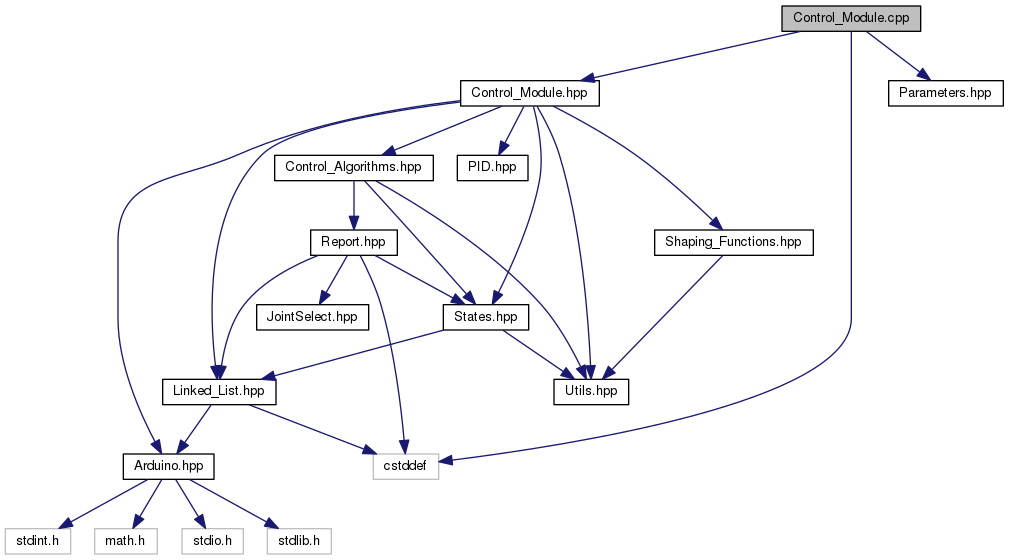 Control_Module.cpp
Control_Module.hpp
Parameters.hpp
Control_Algorithms.hpp
PID.hpp
Report.hpp
Shaping_Functions.hpp
JointSelect.hpp
States.hpp
Linked_List.hpp
Utils.hpp
Arduino.hpp
cstddef
stdint.h
math.h
stdio.h
stdlib.h